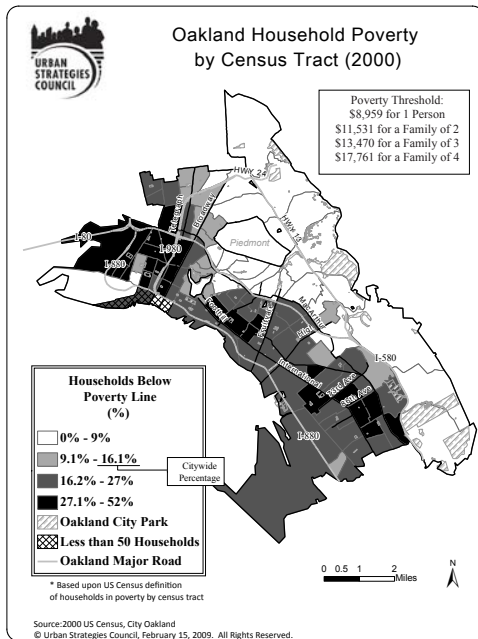 URBAN
STRATEGIES
COUNCIL
Oakland Household Poverty
by Census Tract (2000)
Poverty Threshold:
$8,959 for 1 Person
$11,531 for a Family of 2
$13,470 for a Family of 3
$17,761 for a Family of 4
HWY 24
Telegraph
Broadway
HWY 13
I-80
I-980
Piedmont
I-880
Foothill
Fruitvale
MacArthur
High
International
I-580
73rd Ave
98th Ave
I-880
Households Below
Poverty Line
(%)
0% - 9%
9.1% - 16.1%
16.2% - 27%
27.1% - 52%
Oakland City Park
Less than 50 Households
Oakland Major Road
Citywide
Percentage
* Based upon US Census definition
of households in poverty by census tract
0 0.5 1 2
Miles
N
Source:2000 US Census, City Oakland
© Urban Strategies Council, February 15, 2009. All Rights Reserved.